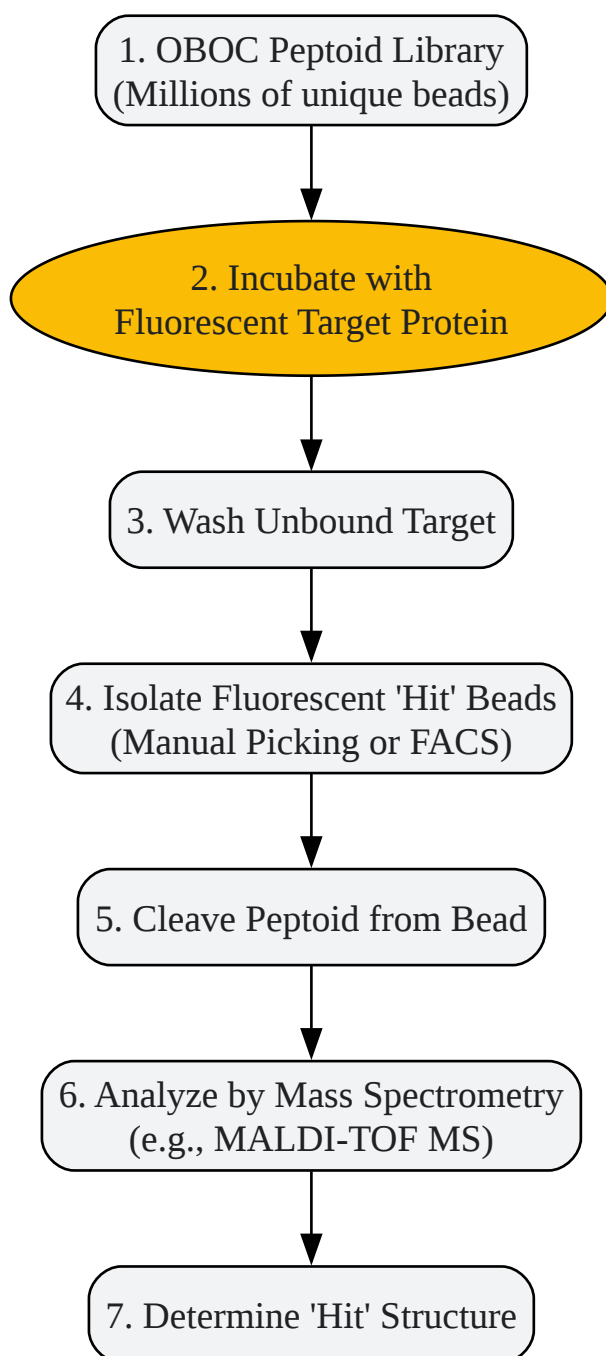 1. OBOC Peptoid Library
(Millions of unique beads)
2. Incubate with
Fluorescent Target Protein
3. Wash Unbound Target
4. Isolate Fluorescent 'Hit' Beads
(Manual Picking or FACS)
5. Cleave Peptoid from Bead
6. Analyze by Mass Spectrometry
(e.g., MALDI-TOF MS)
7. Determine 'Hit' Structure